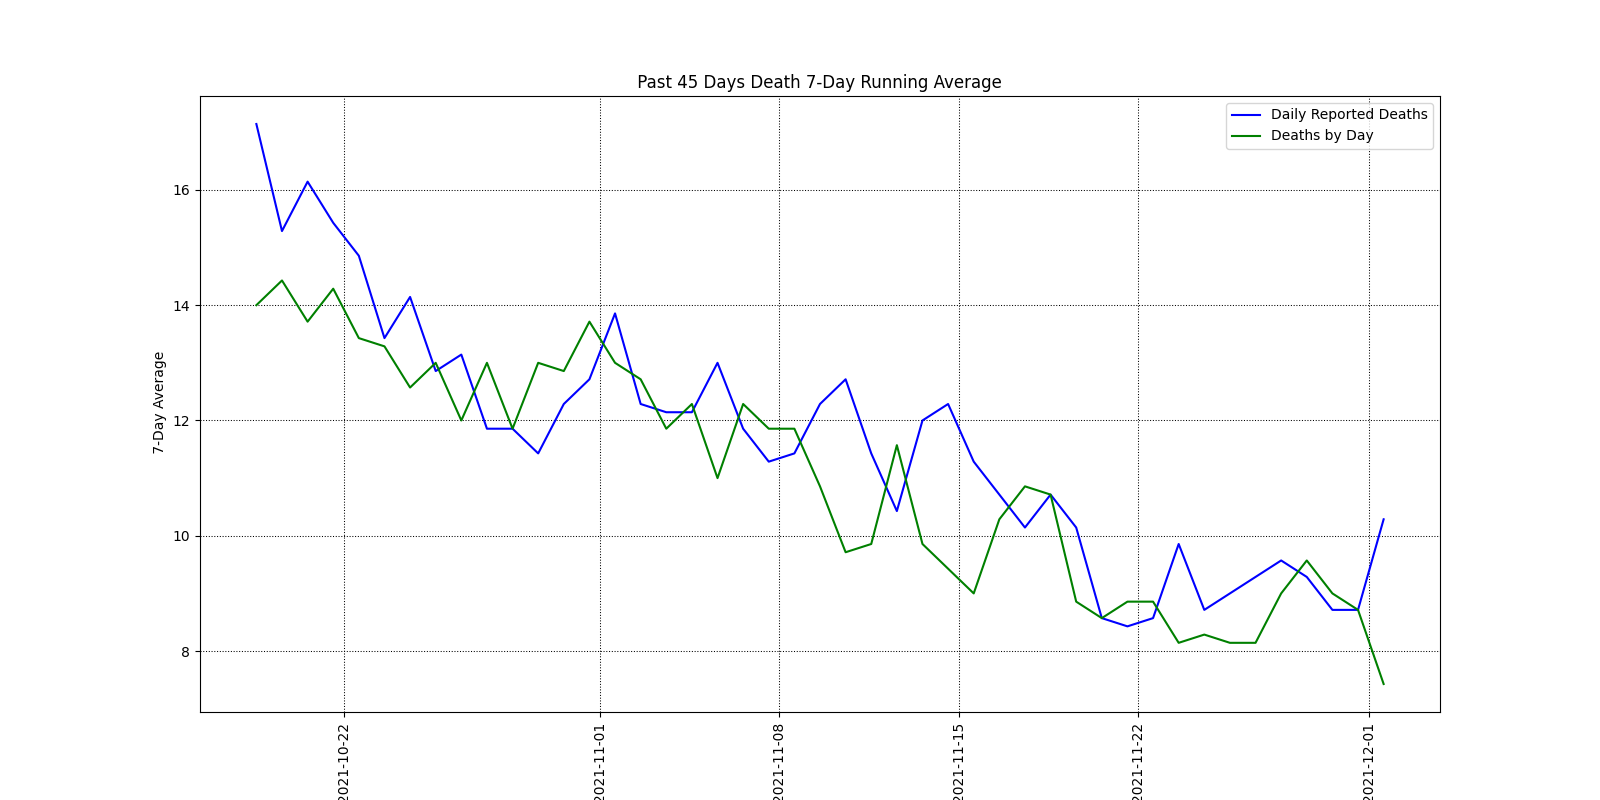 Past 45 Days Death 7-Day Running Average
Daily Reported Deaths
Deaths by Day
7-Day Average
16
14
12
10
8
2021-10-22
2021-11-01
2021-11-08
2021-11-15
2021-11-22
2021-12-01